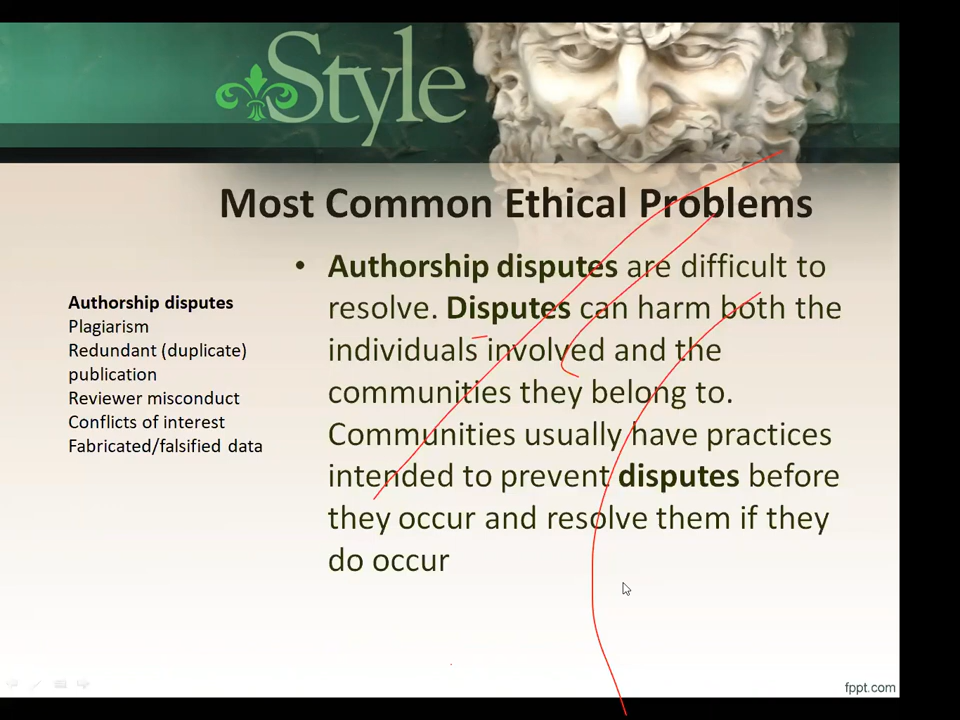 Style
Most Common Ethical Problems
Authorship disputes
Plagiarism
Redundant (duplicate)
publication
Reviewer misconduct
Conflicts of interest
Fabricated/falsified data
• Authorship disputes are difficult to
resolve. Disputes can harm both the
individuals involved and the
communities they belong to.
Communities usually have practices
intended to prevent disputes before
they occur and resolve them if they
do occur
fppt.com